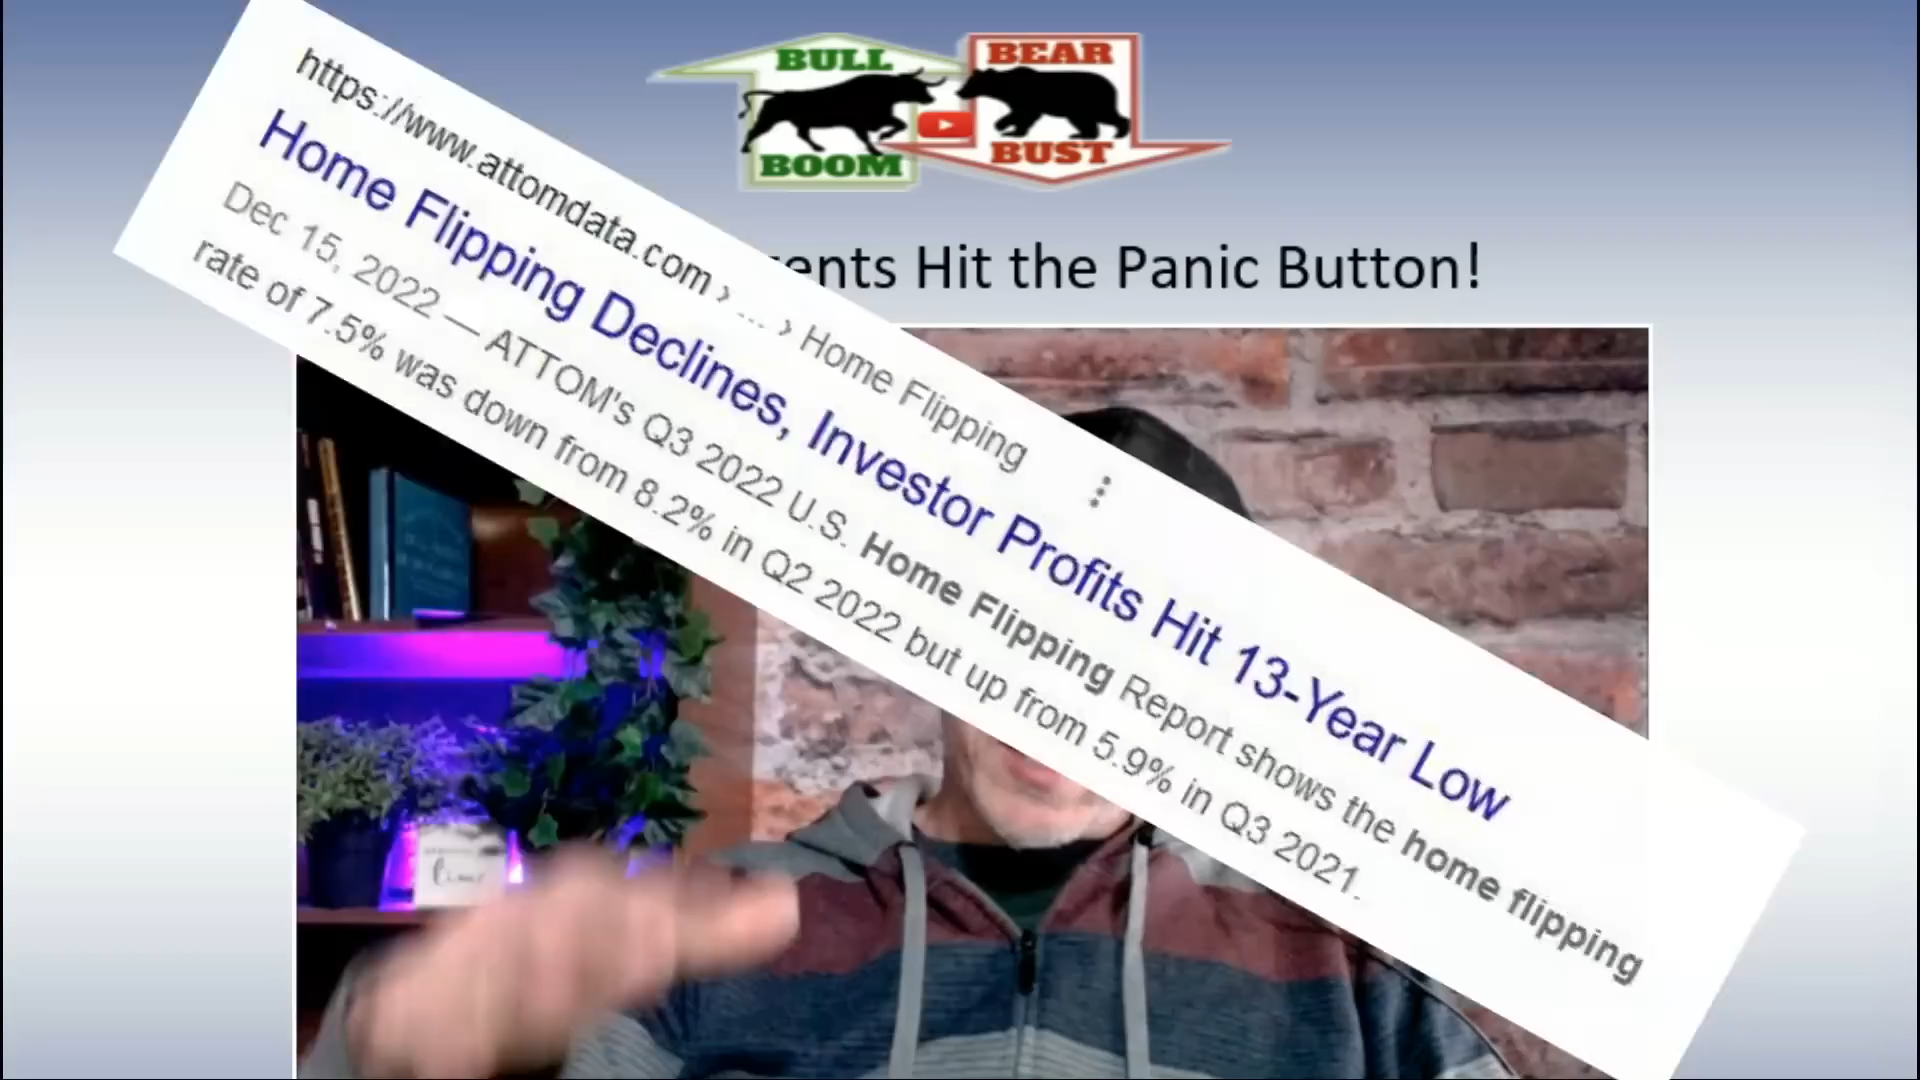 BULL
BOOM
BEAR
BUST
ents Hit the Panic Button!
https://www.attomdata.com › ... › Home Flipping
Home Flipping Declines, Investor Profits Hit 13-Year Low
Dec 15, 2022 — ATTOM's Q3 2022 U.S. Home Flipping Report shows the home flipping
rate of 7.5% was down from 8.2% in Q2 2022 but up from 5.9% in Q3 2021.